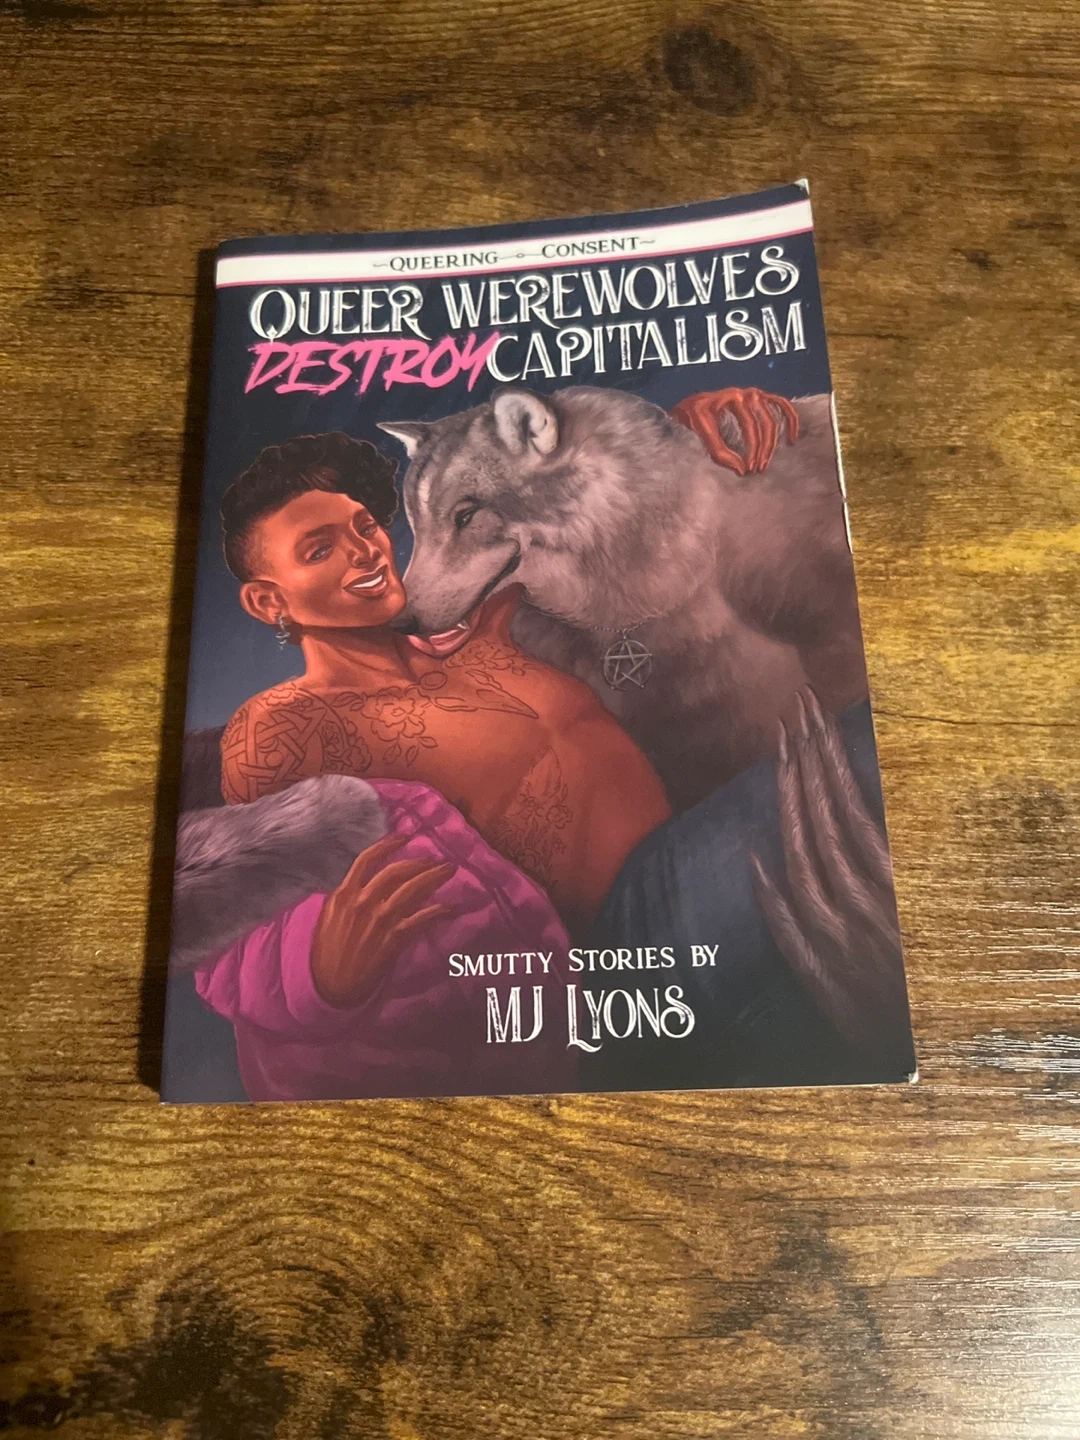 QUEERING CONSENT
QUEER WEREWOLVES
DESTROY CAPITALISM
SMUTTY STORIES BY
MJ LYONS